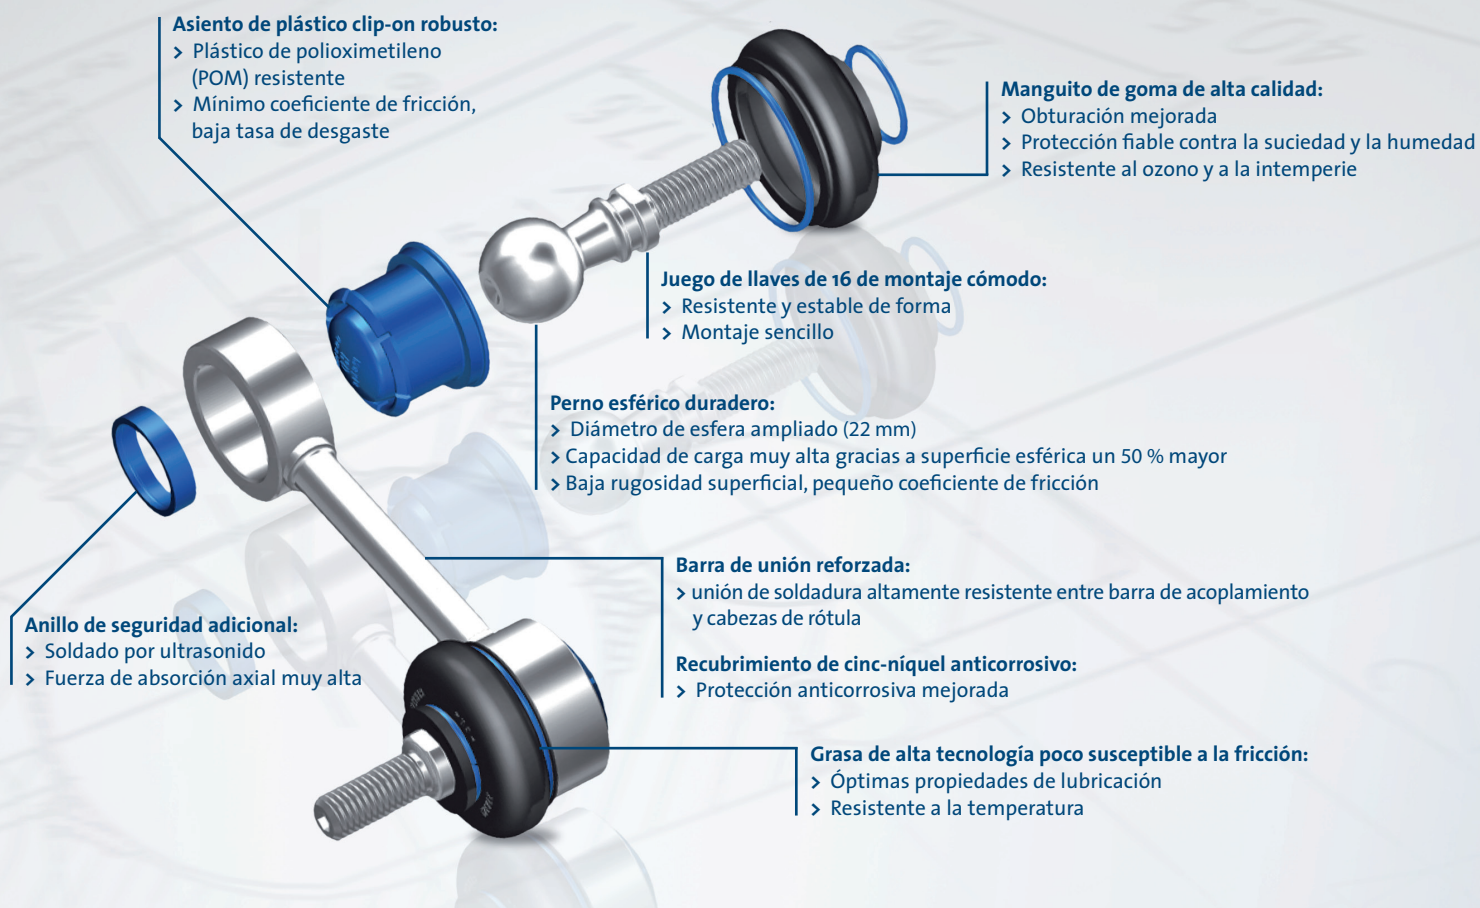 Asiento de plástico clip-on robusto:
> Plástico de polioximetileno
(POM) resistente
> Mínimo coeficiente de fricción,
baja tasa de desgaste
Manguito de goma de alta calidad:
> Obturación mejorada
> Protección fiable contra la suciedad y la humedad
> Resistente al ozono y a la intemperie
Juego de llaves de 16 de montaje cómodo:
> Resistente y estable de forma
> Montaje sencillo
Perno esférico duradero:
> Diámetro de esfera ampliado (22 mm)
> Capacidad de carga muy alta gracias a superficie esférica un 50 % mayor
> Baja rugosidad superficial, pequeño coeficiente de fricción
Barra de unión reforzada:
> unión de soldadura altamente resistente entre barra de acoplamiento
y cabezas de rótula
Anillo de seguridad adicional:
> Soldado por ultrasonido
> Fuerza de absorción axial muy alta
Recubrimiento de cinc-níquel anticorrosivo:
> Protección anticorrosiva mejorada
Grasa de alta tecnología poco susceptible a la fricción:
> Óptimas propiedades de lubricación
> Resistente a la temperatura